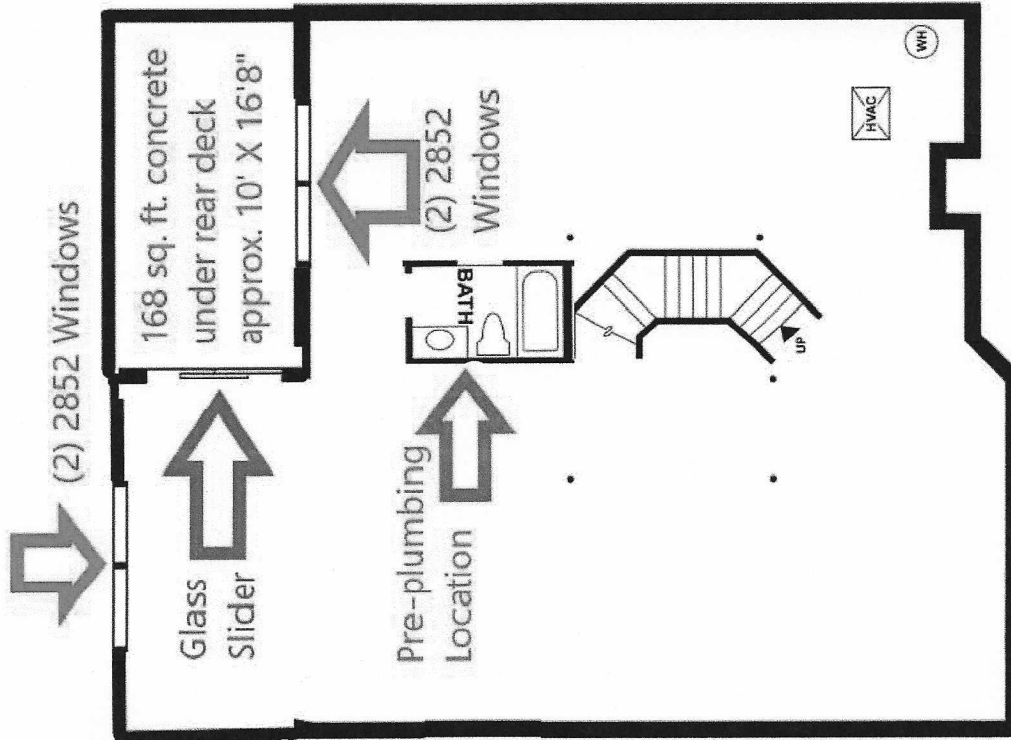 (2) 2852 Windows
168 sq. ft. concrete
under rear deck
approx. 10' X 16'8"
Glass
Slider
(2) 2852
Windows
Pre-plumbing
Location
BATH
UP
HVAC
WH